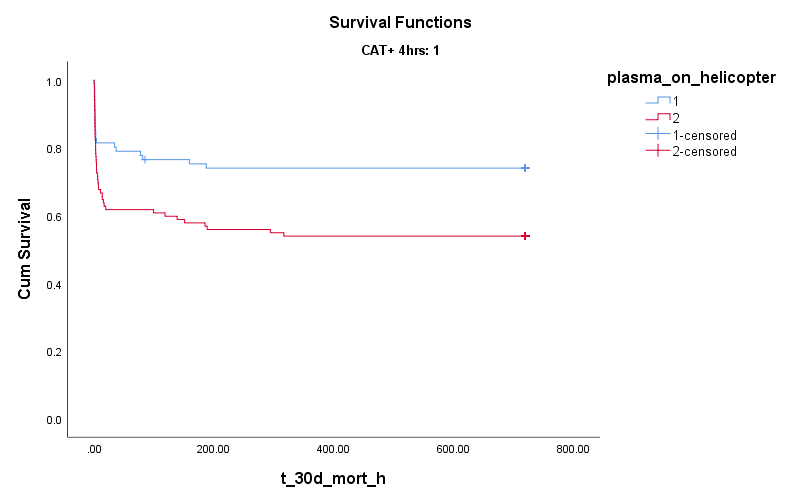 Survival Functions
CAT+ 4hrs: 1
plasma_on_helicopter
1
2
1-censored
2-censored
Cum Survival
1.0
0.8
0.6
0.4
0.2
0.0
.00 200.00 400.00 600.00 800.00
t_30d_mort_h